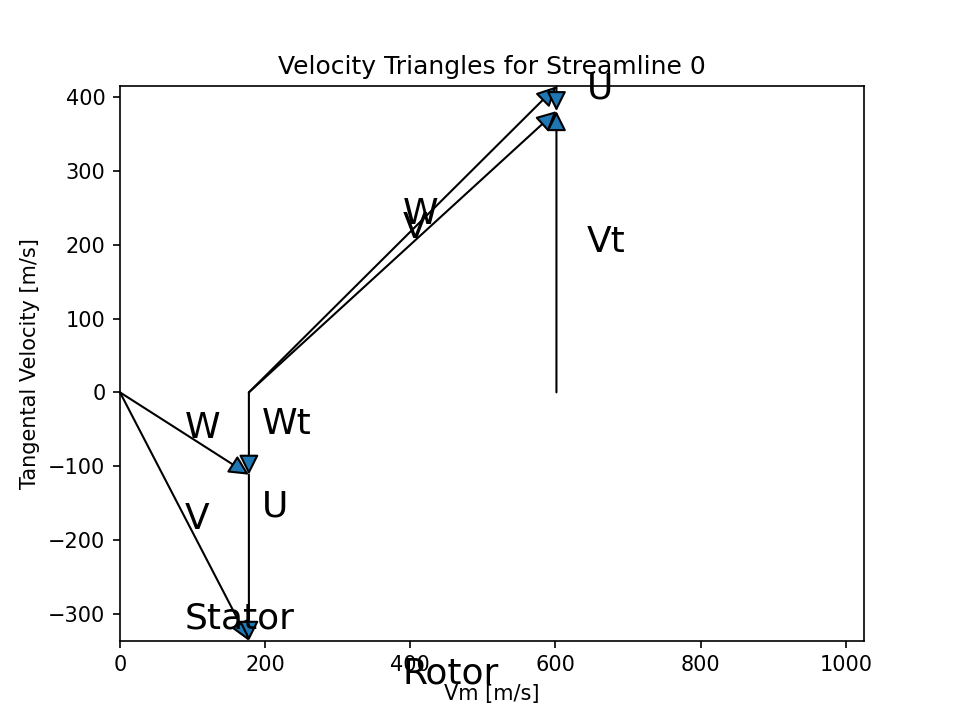 Velocity Triangles for Streamline 0
U
400
300
W
V
Vt
200
100
0
W
Wt
−100
V
U
−200
−300
Stator
Tangental Velocity [m/s]
0
200
400
600
800
1000
Rotor
Vm [m/s]